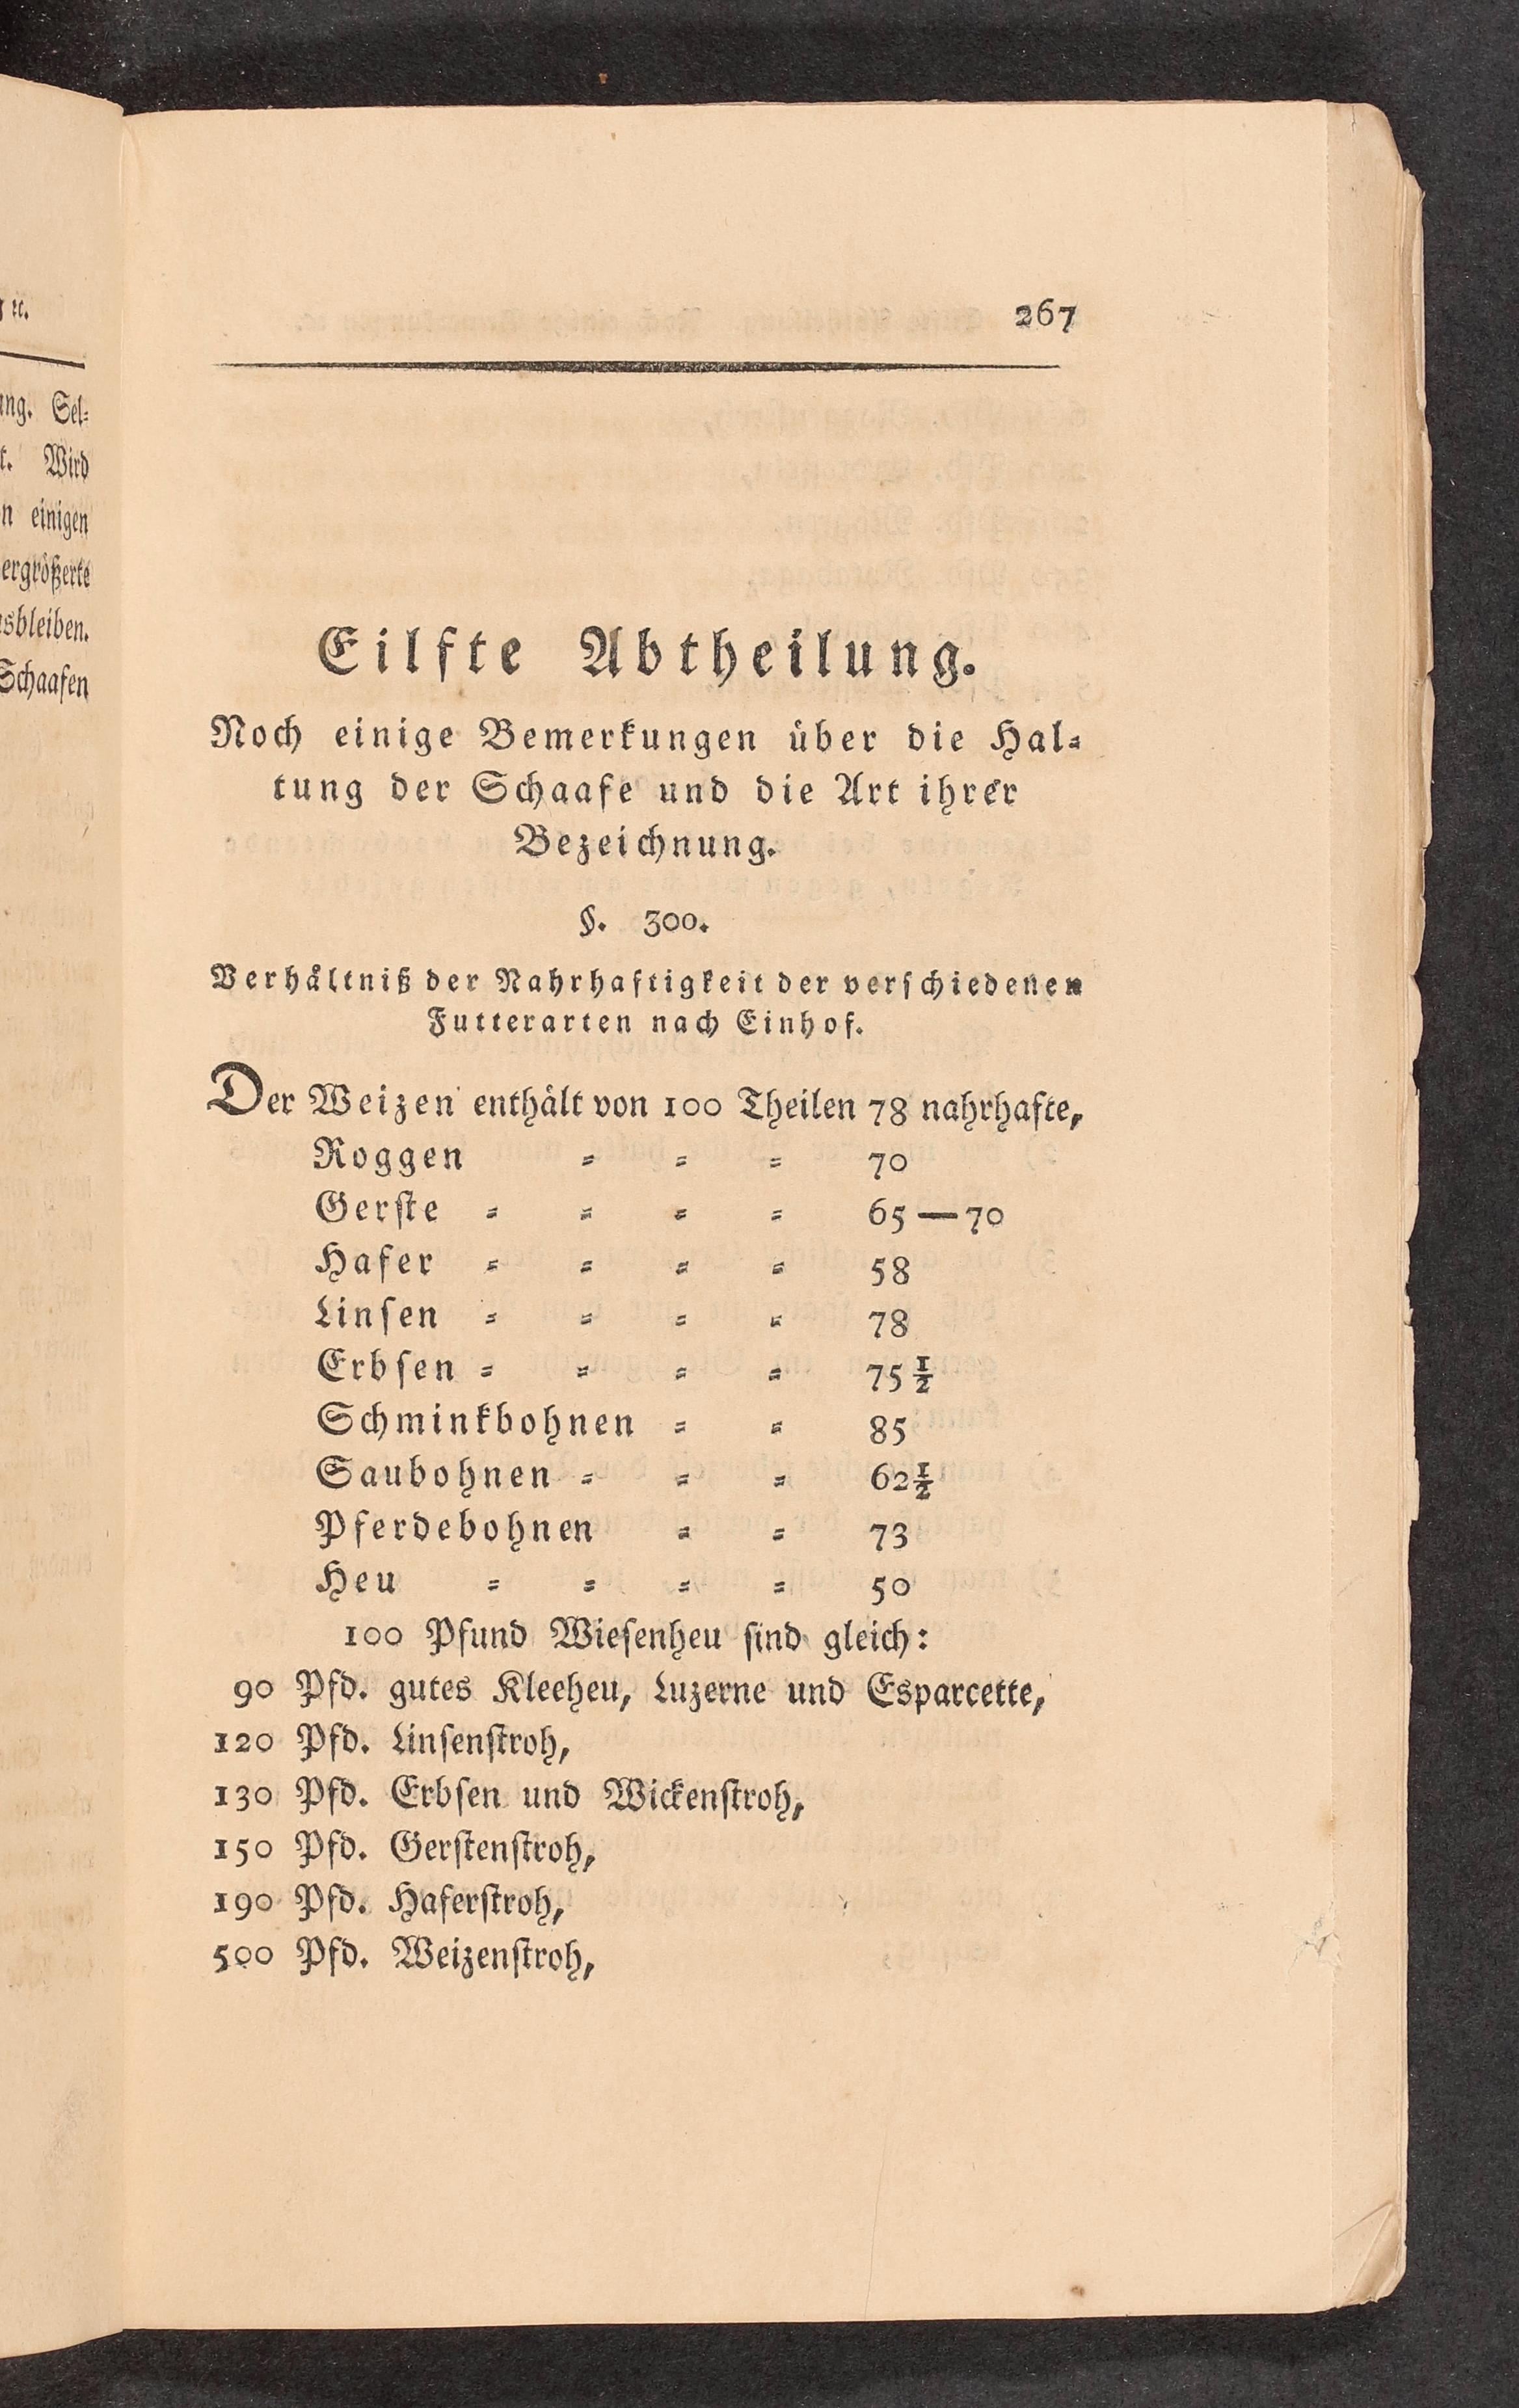 267
Eilfte Abtheilung.
Noch einige Bemerkungen über die Hal=
tung der Schaafe und die Art ihrer
Bezeichnung.
§. 300.
Verhältniß der Nahrhaftigkeit der verschiedenen
Futterarten nach Einhof.
Der Weizen enthält von 100 Theilen 78 nahrhafte,
Roggen = = = 70
Gerſte = = = = 65 — 70
Hafer = = = = 58
Linſen = = = = 78
Erbſen = = = = 75½
Schminkbohnen = = 85
Saubohnen = = = 62½
Pferdebohnen = = 73
Heu = = = = 50
100 Pfund Wieſenheu ſind gleich:
90 Pfd. gutes Kleeheu, Luzerne und Esparcette,
120 Pfd. Linſenſtroh,
130 Pfd. Erbſen und Wickenſtroh,
150 Pfd. Gerſtenſtroh,
190 Pfd. Haferſtroh,
500 Pfd. Weizenſtroh,
Sel=
Wird
einigen
Schaafen